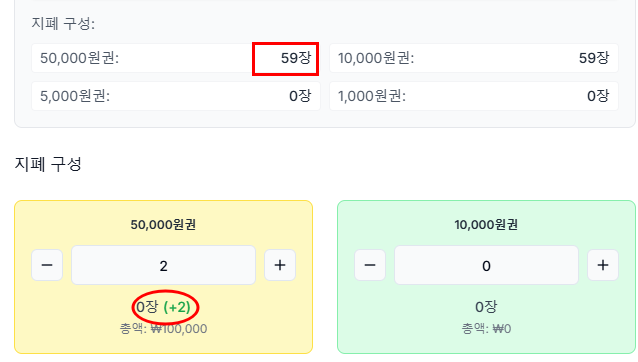 지폐 구성:
50,000원권: 59장 10,000원권: 59장
5,000원권: 0장 1,000원권: 0장
지폐 구성
50,000원권 10,000원권
− 2 + − 0 +
0장 (+2) 0장
총액: ₩100,000 총액: ₩0